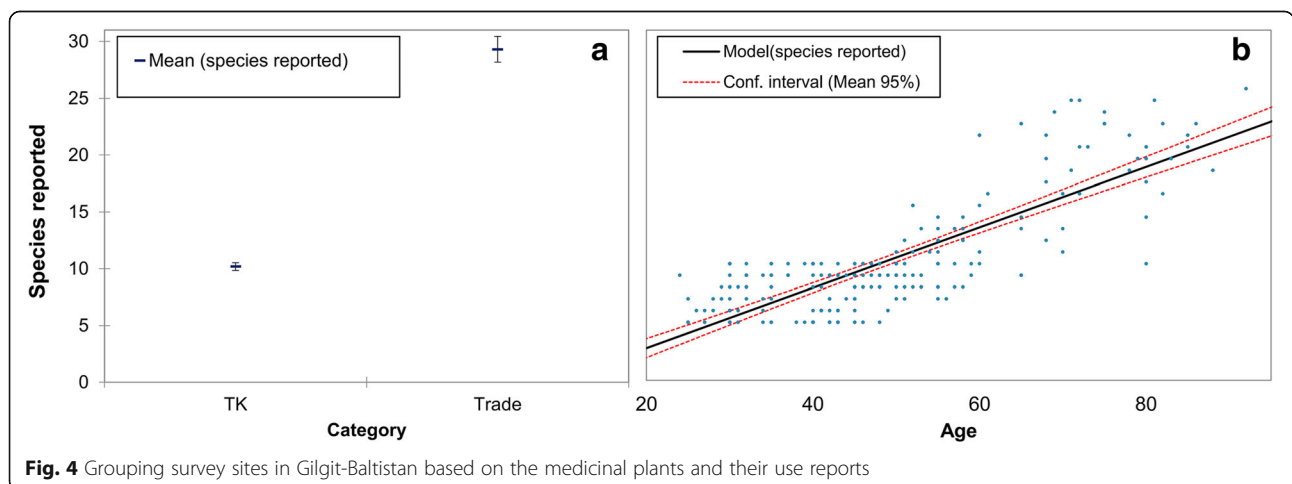 Mean (species reported)
a
Species reported
30
25
20
15
10
5
0
TK
Trade
Category
Model(species reported)
Conf. interval (Mean 95%)
b
20
40
60
80
Age
Fig. 4 Grouping survey sites in Gilgit-Baltistan based on the medicinal plants and their use reports